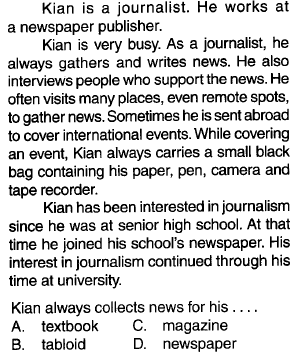 Kian is a journalist. He works at
a newspaper publisher.
Kian is very busy. As a journalist, he
always gathers and writes news. He also
interviews people who support the news. He
often visits many places, even remote spots,
to gather news. Sometimes he is sent abroad
to cover international events. While covering
an event, Kian always carries a small black
bag containing his paper, pen, camera and
tape recorder.
Kian has been interested in journalism
since he was at senior high school. At that
time he joined his school's newspaper. His
interest in journalism continued through his
time at university.
Kian always collects news for his ....
A. textbook C. magazine
B. tabloid D. newspaper